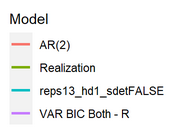 Model
AR(2)
Realization
reps13_hd1_sdetFALSE
VAR BIC Both - R